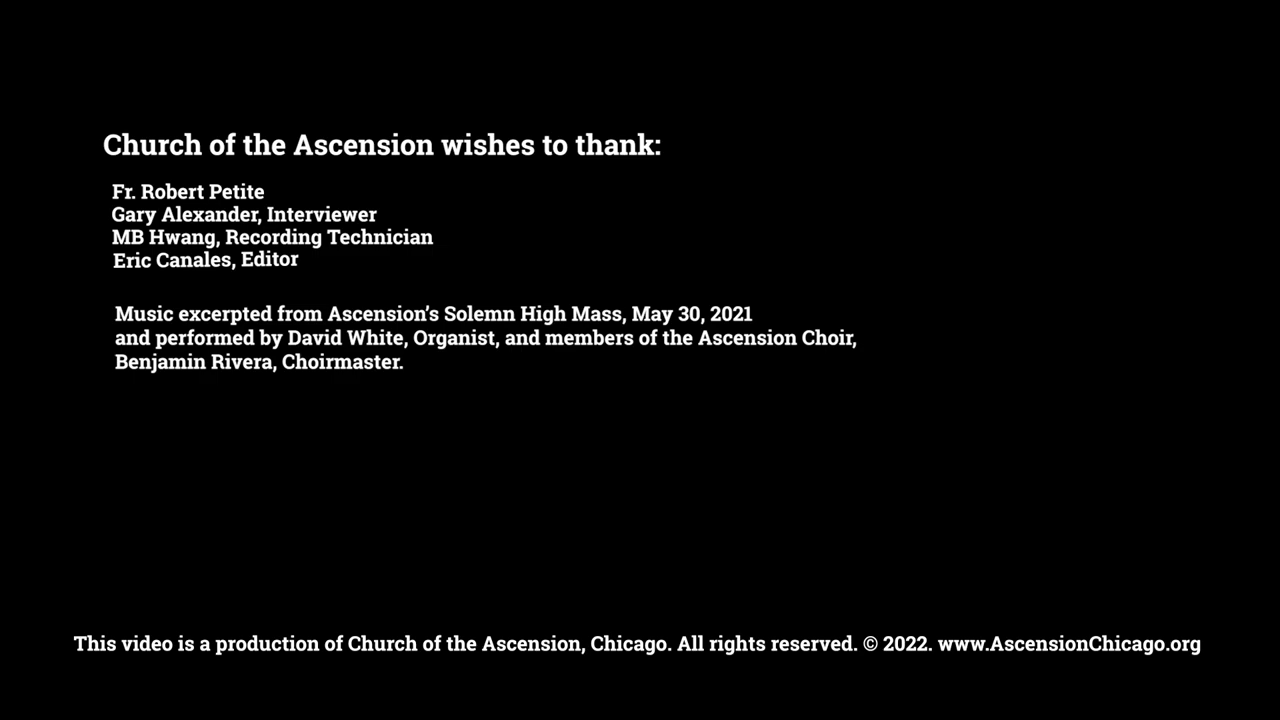 Church of the Ascension wishes to thank:
Fr. Robert Petite
Gary Alexander, Interviewer
MB Hwang, Recording Technician
Eric Canales, Editor
Music excerpted from Ascension's Solemn High Mass, May 30, 2021
and performed by David White, Organist, and members of the Ascension Choir,
Benjamin Rivera, Choirmaster.
This video is a production of Church of the Ascension, Chicago. All rights reserved. © 2022. www.AscensionChicago.org